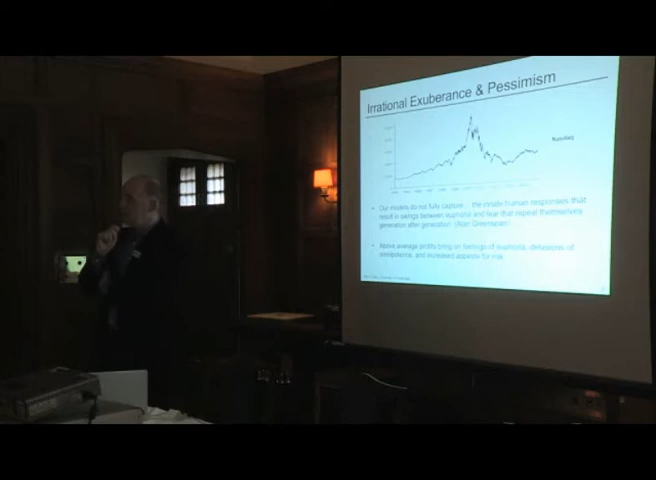 Irrational Exuberance & Pessimism
Nasdaq
• Our models do not fully capture ... the innate human responses that
result in swings between euphoria and fear that repeat themselves
generation after generation. (Alan Greenspan)
• Above average profits bring on feelings of euphoria, delusions of
omnipotence, and increased appetite for risk.